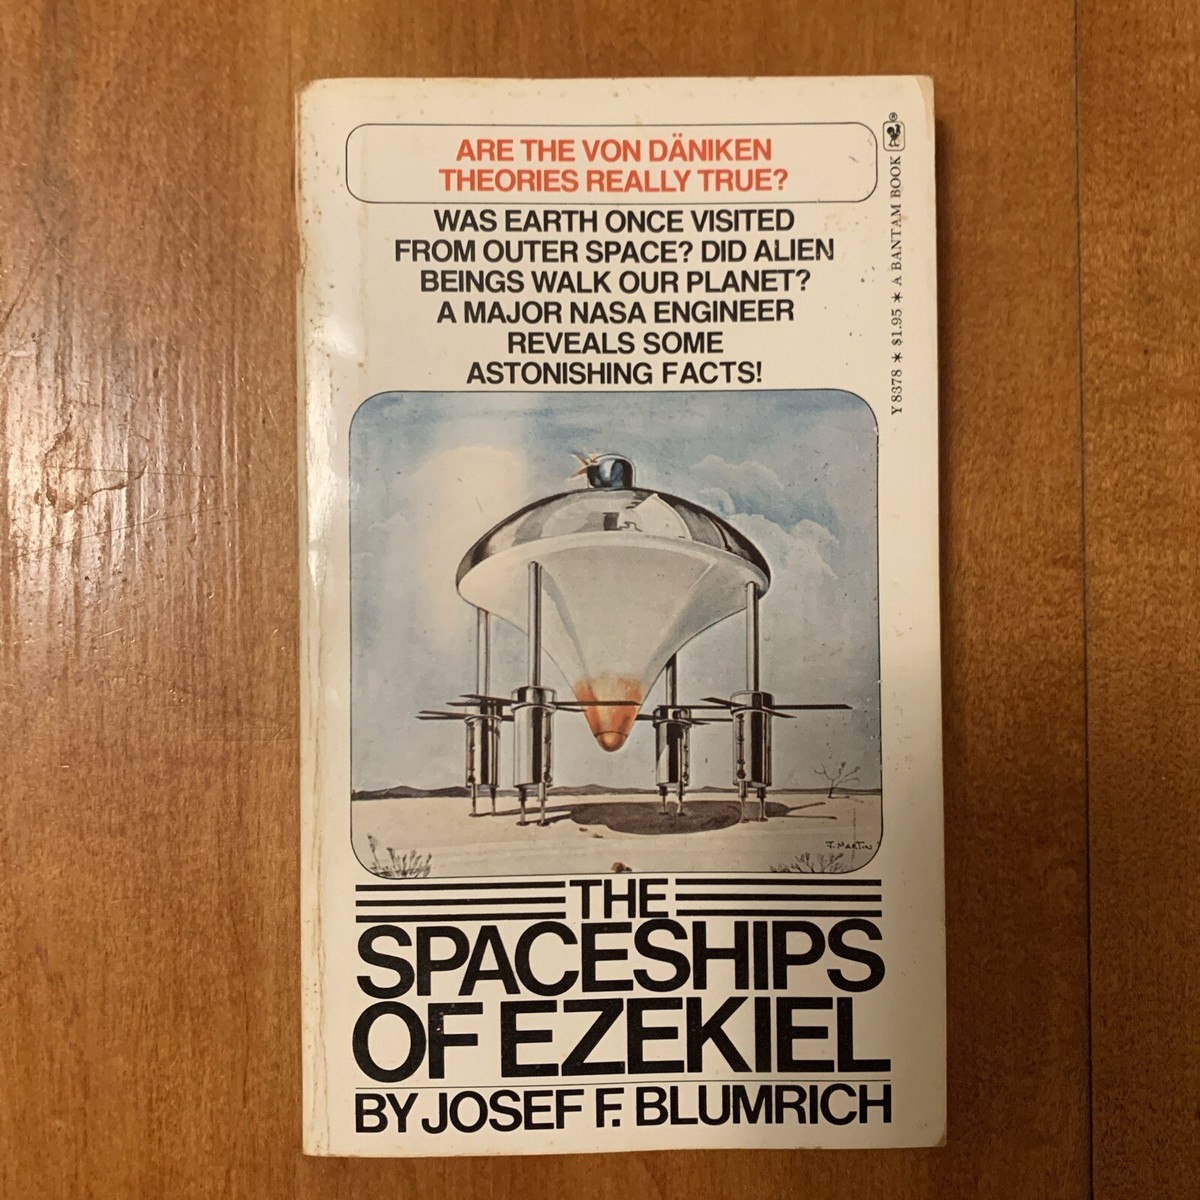 ARE THE VON DÄNIKEN
THEORIES REALLY TRUE?
WAS EARTH ONCE VISITED
FROM OUTER SPACE? DID ALIEN
BEINGS WALK OUR PLANET?
A MAJOR NASA ENGINEER
REVEALS SOME
ASTONISHING FACTS!
Y 8378 * $1.95 * A BANTAM BOOK ®
J. MARTIN
THE
SPACESHIPS
OF EZEKIEL
BY JOSEF F. BLUMRICH